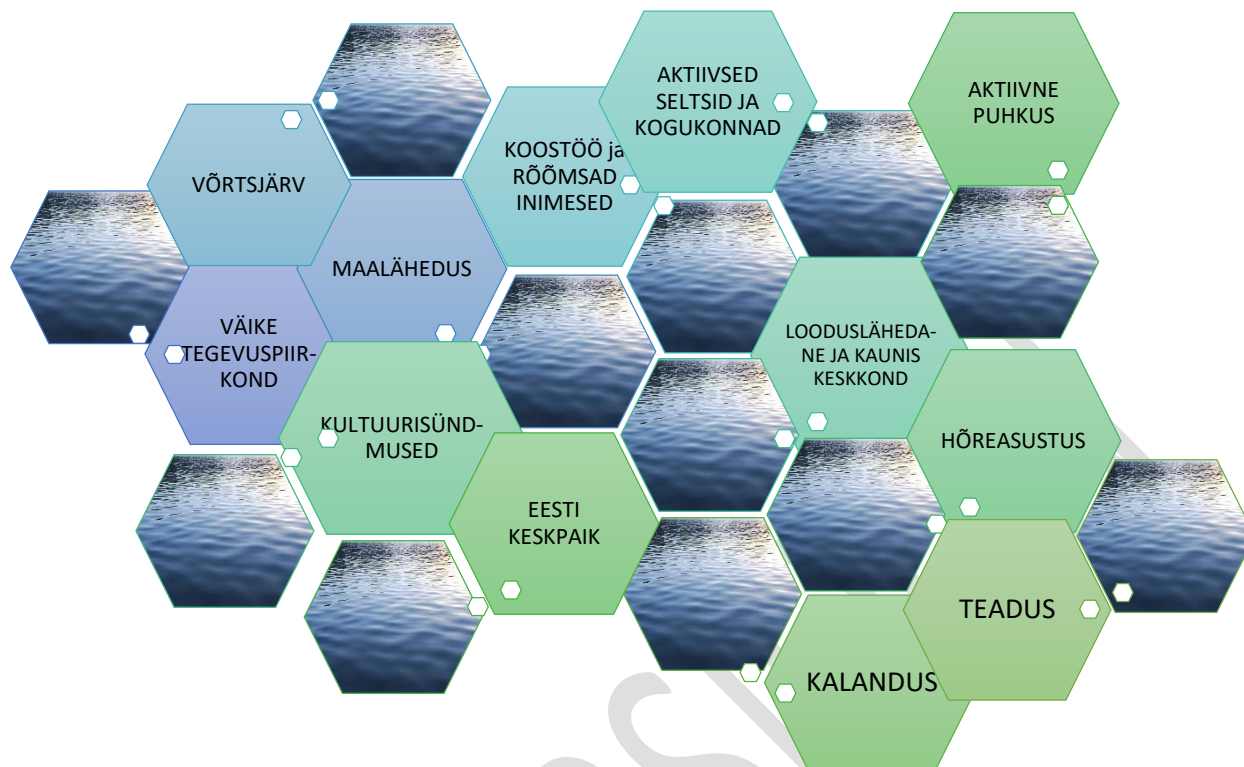 AKTIIVSED
SELTSID JA
KOGUKONNAD
AKTIIVNE
PUHKUS
KOOSTÖÖ ja
RÕÕMSAD
INIMESED
VÕRTSJÄRV
MAALÄHEDUS
VÄIKE
TEGEVUSPIIR-
KOND
LOODUSLÄHEDA-
NE JA KAUNIS
KESKKOND
KULTUURISÜND-
MUSED
HÕREASUSTUS
EESTI
KESKPAIK
TEADUS
KALANDUS